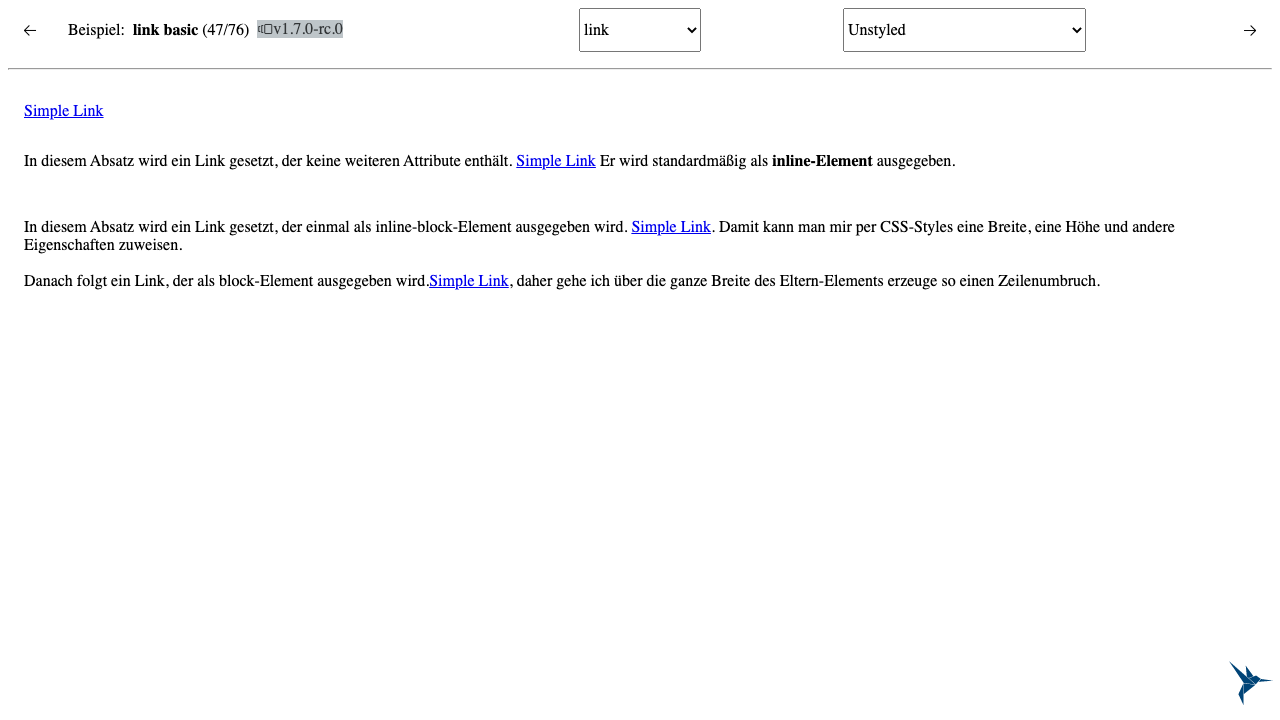 Beispiel: link basic (47/76) v1.7.0-rc.0 link Unstyled
Simple Link
In diesem Absatz wird ein Link gesetzt, der keine weiteren Attribute enthält. Simple Link Er wird standardmäßig als inline-Element ausgegeben.
In diesem Absatz wird ein Link gesetzt, der einmal als inline-block-Element ausgegeben wird. Simple Link. Damit kann man mir per CSS-Styles eine Breite, eine Höhe und andere
Eigenschaften zuweisen.
Danach folgt ein Link, der als block-Element ausgegeben wird.Simple Link, daher gehe ich über die ganze Breite des Eltern-Elements erzeuge so einen Zeilenumbruch.